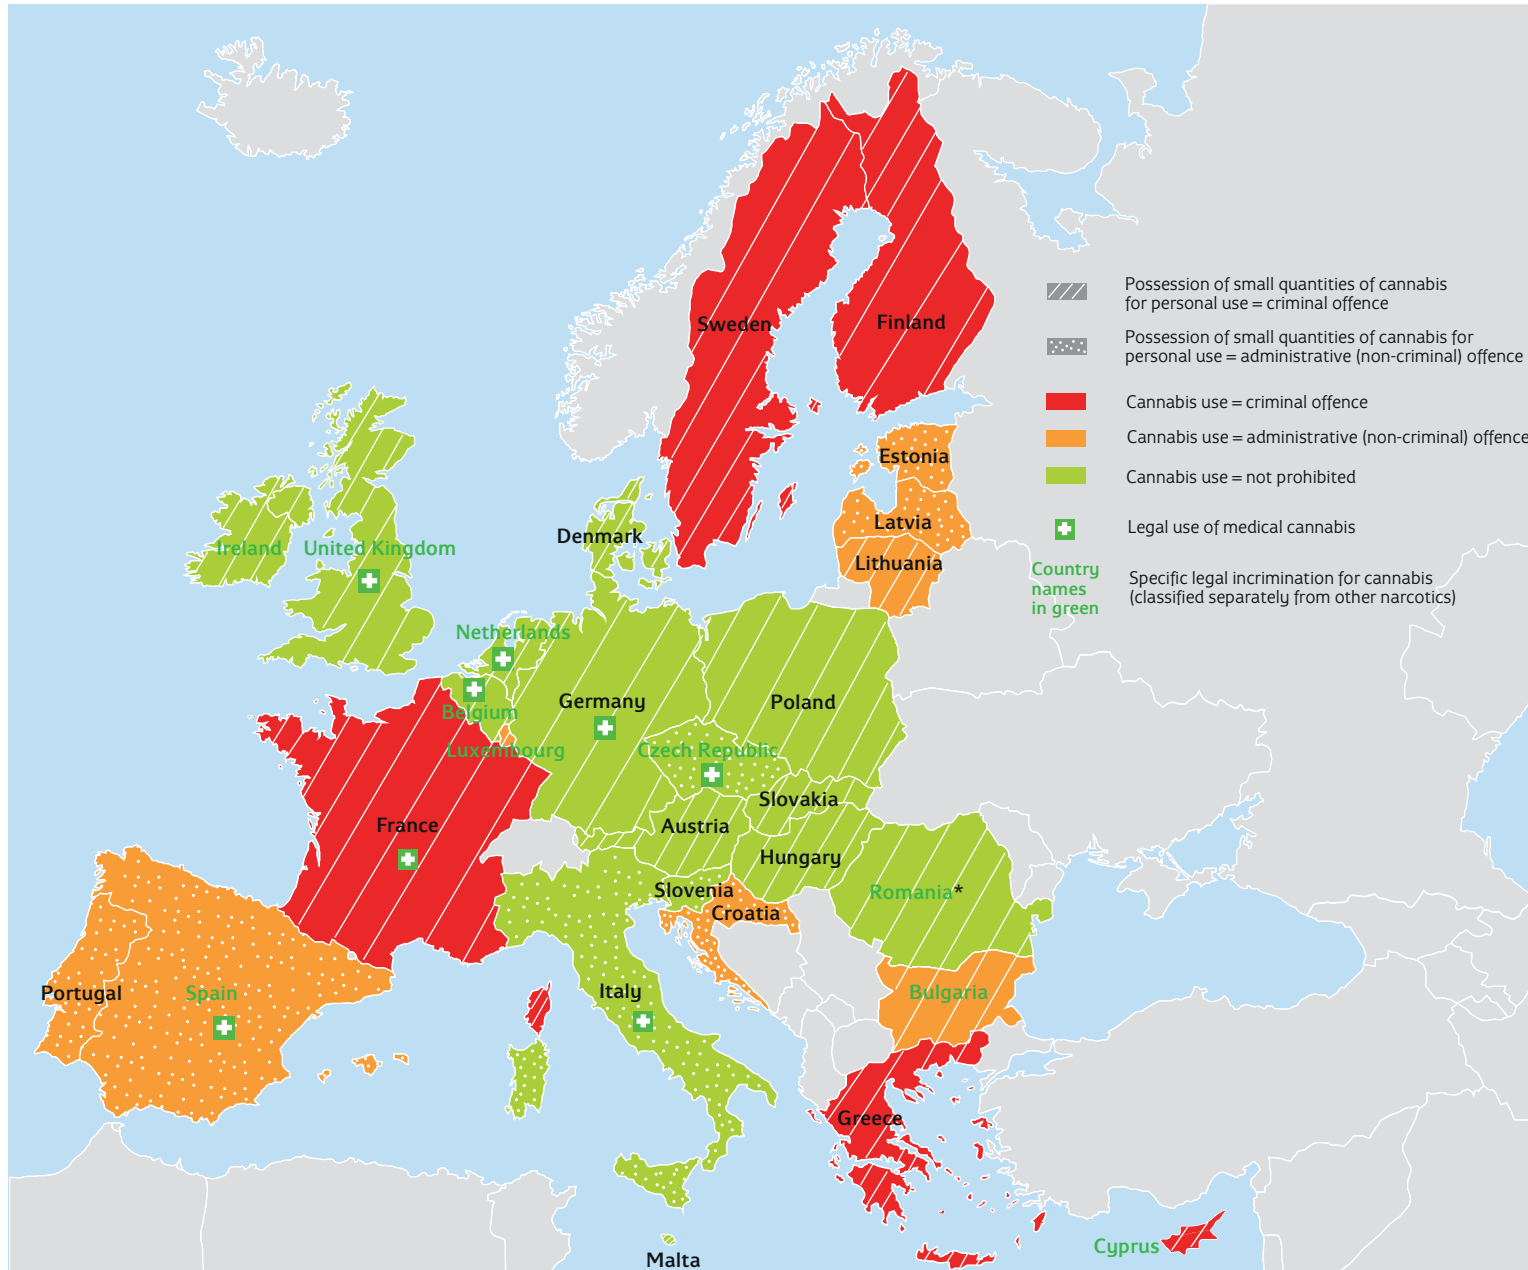 Sweden
Finland
Possession of small quantities of cannabis
for personal use = criminal offence
Possession of small quantities of cannabis for
personal use = administrative (non-criminal) offence
Cannabis use = criminal offence
Cannabis use = administrative (non-criminal) offence
Cannabis use = not prohibited
Legal use of medical cannabis
Country
names
in green
Specific legal incrimination for cannabis
(classified separately from other narcotics)
Estonia
Latvia
Lithuania
Denmark
Ireland
United Kingdom
Netherlands
Belgium
Luxembourg
Germany
Poland
Czech Republic
Slovakia
Austria
Hungary
France
Slovenia
Croatia
Romania*
Portugal
Spain
Italy
Bulgaria
Greece
Malta
Cyprus